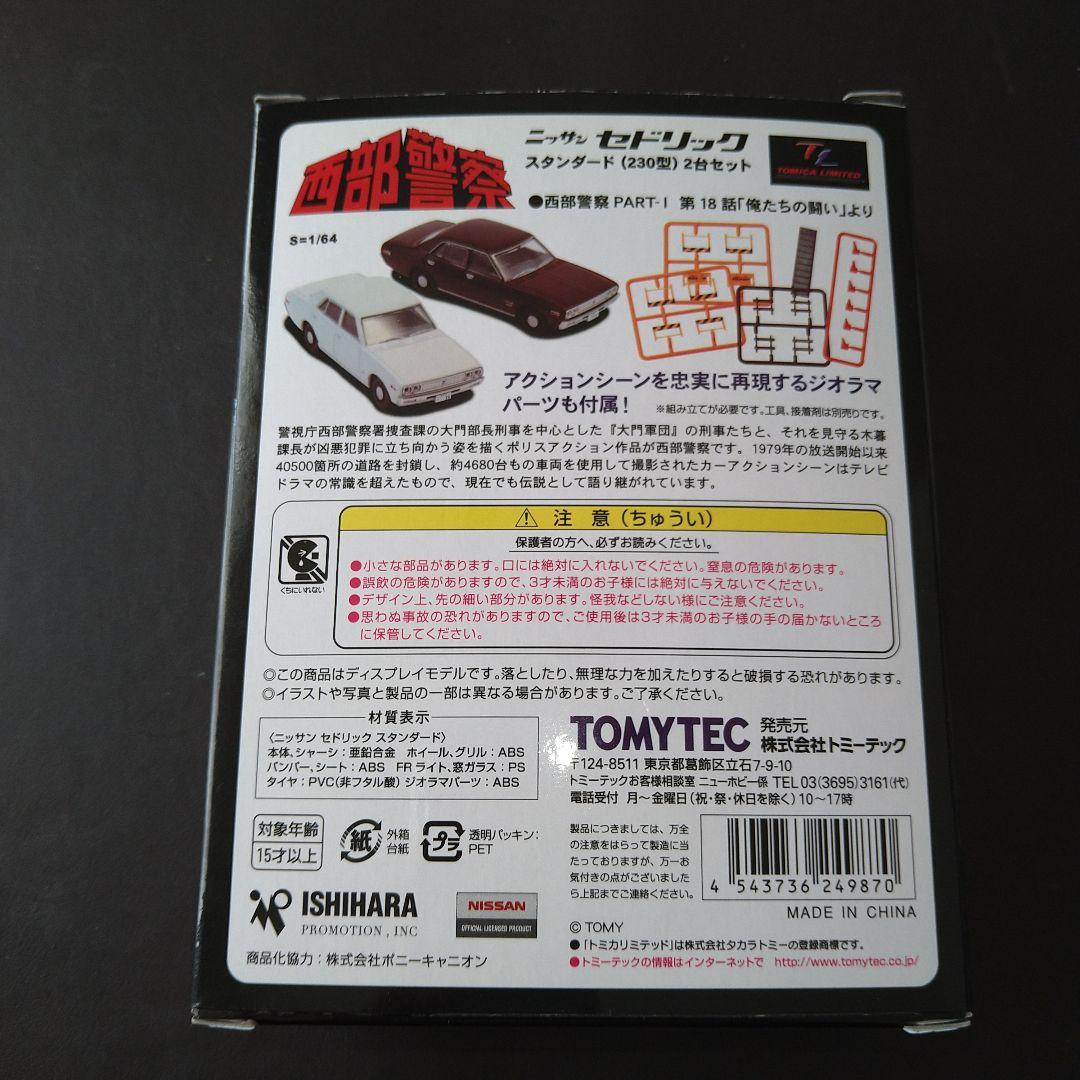 西部警察
ニッサン セドリック
スタンダード（230型）2台セット
TL
TOMICA LIMITED
●西部警察 PART-I 第18話「俺たちの闘い」より
S=1/64
アクションシーンを忠実に再現するジオラマ
パーツも付属！ ※組み立てが必要です。工具、接着剤は別売りです。
警視庁西部警察署捜査課の大門部長刑事を中心とした『大門軍団』の刑事たちと、それを見守る木暮
課長が凶悪犯罪に立ち向かう姿を描くポリスアクション作品が西部警察です。1979年の放送開始以来
40500箇所の道路を封鎖し、約4680台もの車両を使用して撮影されたカーアクションシーンはテレビ
ドラマの常識を超えたもので、現在でも伝説として語り継がれています。
くちにいれない
⚠ 注 意（ちゅうい）
保護者の方へ、必ずお読みください。
●小さな部品があります。口には絶対に入れないでください。窒息の危険があります。
●誤飲の危険がありますので、3才未満のお子様には絶対に与えないでください。
●デザイン上、先の細い部分があります。怪我などしない様にご注意ください。
●思わぬ事故の恐れがありますので、ご使用後は3才未満のお子様の手の届かないところ
に保管してください。
◎この商品はディスプレイモデルです。落としたり、無理な力を加えたりすると破損する恐れがあります。
◎イラストや写真と製品の一部は異なる場合があります。ご了承ください。
材質表示
〈ニッサン セドリック スタンダード〉
本体、シャーシ：亜鉛合金 ホイール、グリル：ABS
バンパー、シート：ABS FRライト、窓ガラス：PS
タイヤ：PVC（非フタル酸）ジオラマパーツ：ABS
TOMYTEC 発売元 株式会社トミーテック
〒124-8511 東京都葛飾区立石7-9-10
トミーテックお客様相談室 ニューホビー係 TEL 03（3695）3161（代）
電話受付 月〜金曜日（祝・祭・休日を除く）10〜17時
対象年齢
15才以上
紙 外箱
台紙
プラ 透明パッキン：
PET
製品につきましては、万全
の注意をはらって製造に当
たっておりますが、万一お
気付きの点がございましたら
上記までご連絡ください。
4 543736 249870
MADE IN CHINA
ISHIHARA
PROMOTION , INC
NISSAN
OFFICIAL LICENSED PRODUCT
© TOMY
●「トミカリミテッド」は株式会社タカラトミーの登録商標です。
●トミーテックの情報はインターネットで http://www.tomytec.co.jp/
商品化協力：株式会社ポニーキャニオン